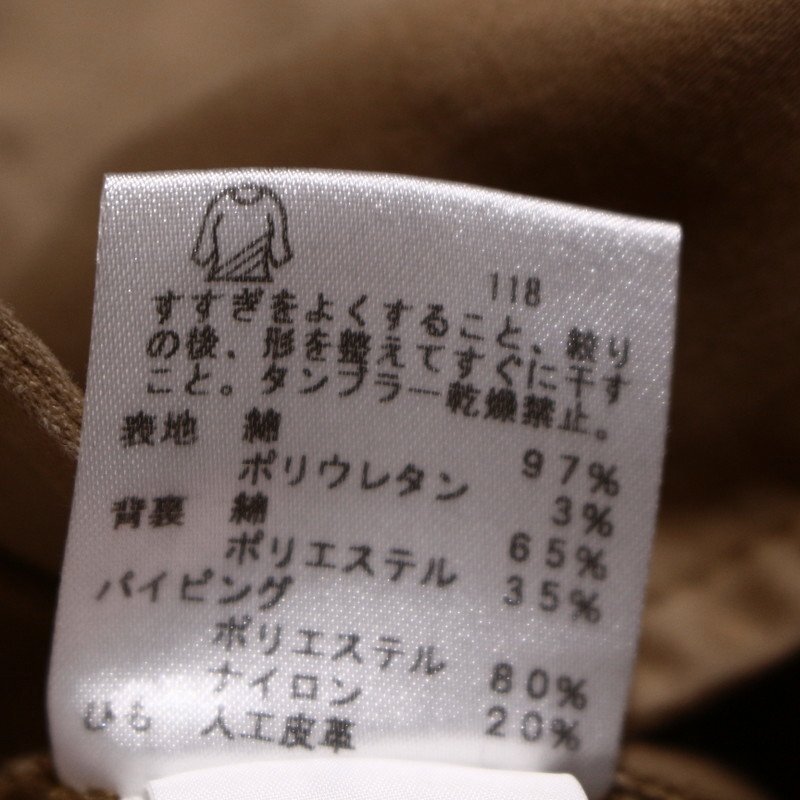 118
すすぎをよくすること、絞り
の後、形を整えてすぐに干す
こと。タンブラー乾燥禁止。
表地 綿 97%
ポリウレタン 3%
背裏 綿 65%
ポリエステル 35%
パイピング
ポリエステル 80%
ナイロン 20%
ひも 人工皮革